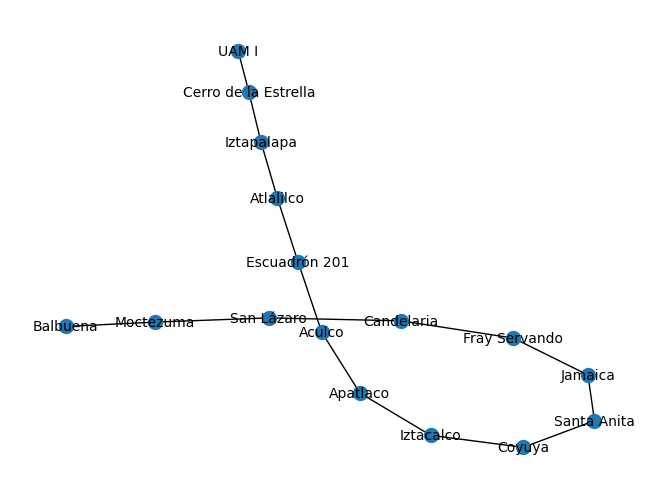 UAM I
Cerro de la Estrella
Iztapalapa
Atlalilco
Escuadrón 201
Balbuena
Moctezuma
San Lázaro
Candelaria
Aculco
Fray Servando
Jamaica
Apatlaco
Santa Anita
Iztacalco
Coyuya